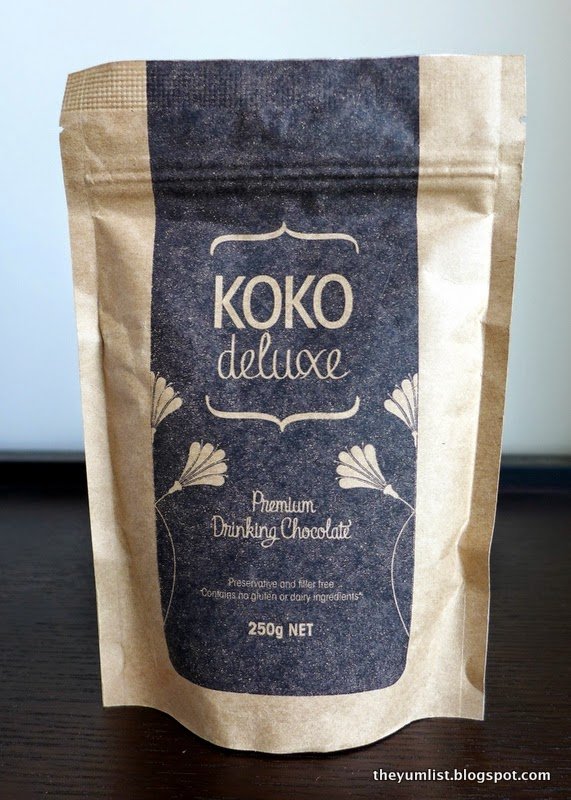 KOKO
deluxe
Premium
Drinking Chocolate
Preservative and filler free
Contains no gluten or dairy ingredients*
250g NET
theyumlist.blogspot.com